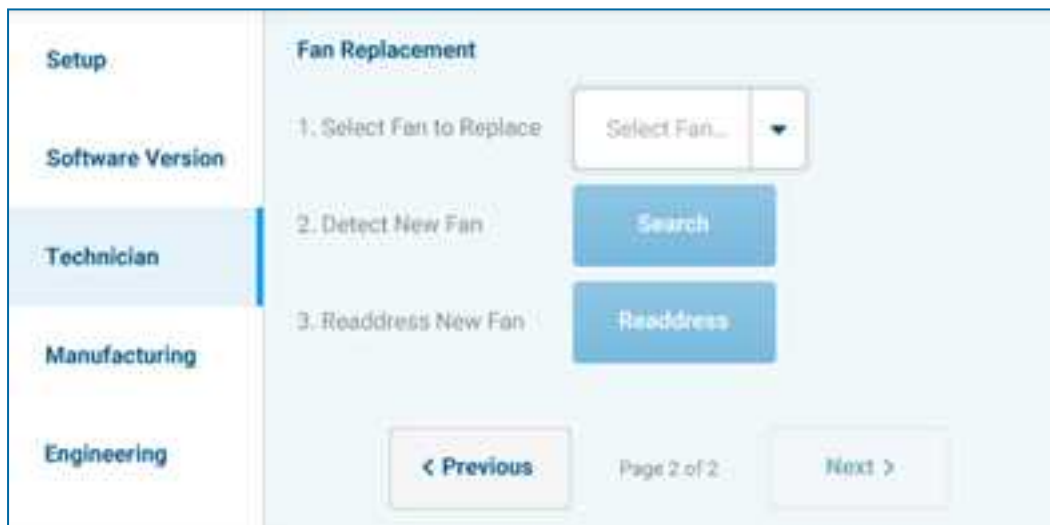 Setup
Software Version
Technician
Manufacturing
Engineering
Fan Replacement
1. Select Fan to Replace
Select Fan...
2. Detect New Fan
Search
3. Readdress New Fan
Readdress
< Previous
Page 2 of 2
Next >